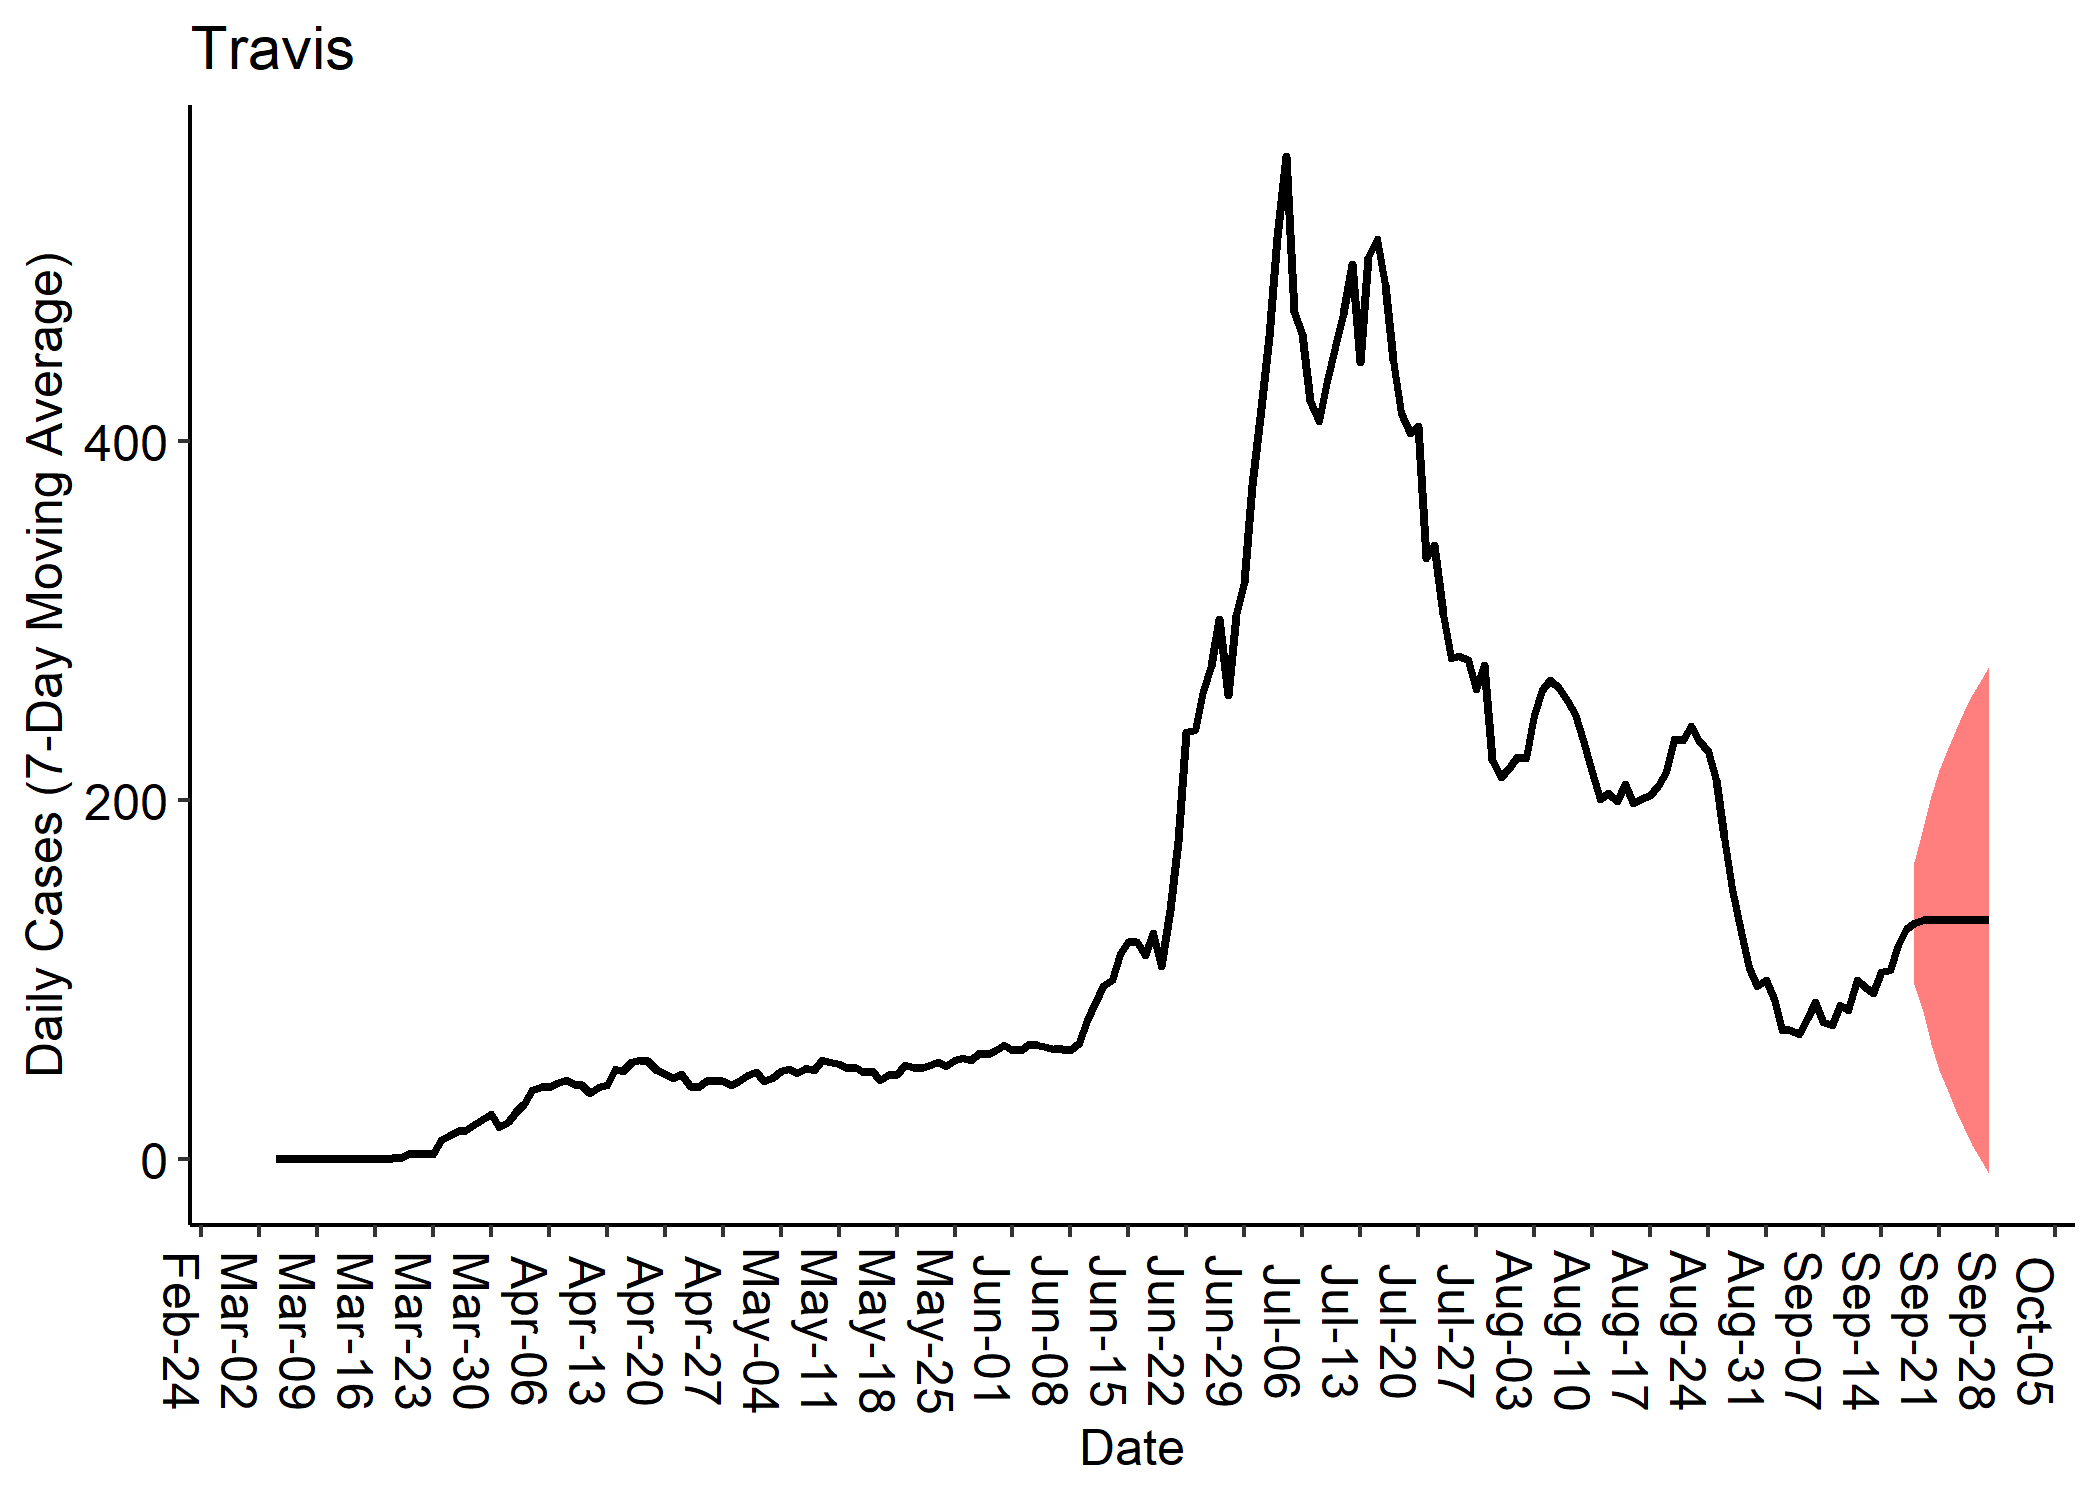 Travis
Daily Cases (7-Day Moving Average)
400
200
0
Feb-24
Mar-02
Mar-09
Mar-16
Mar-23
Mar-30
Apr-06
Apr-13
Apr-20
Apr-27
May-04
May-11
May-18
May-25
Jun-01
Jun-08
Jun-15
Jun-22
Jun-29
Jul-06
Jul-13
Jul-20
Jul-27
Aug-03
Aug-10
Aug-17
Aug-24
Aug-31
Sep-07
Sep-14
Sep-21
Sep-28
Oct-05
Date